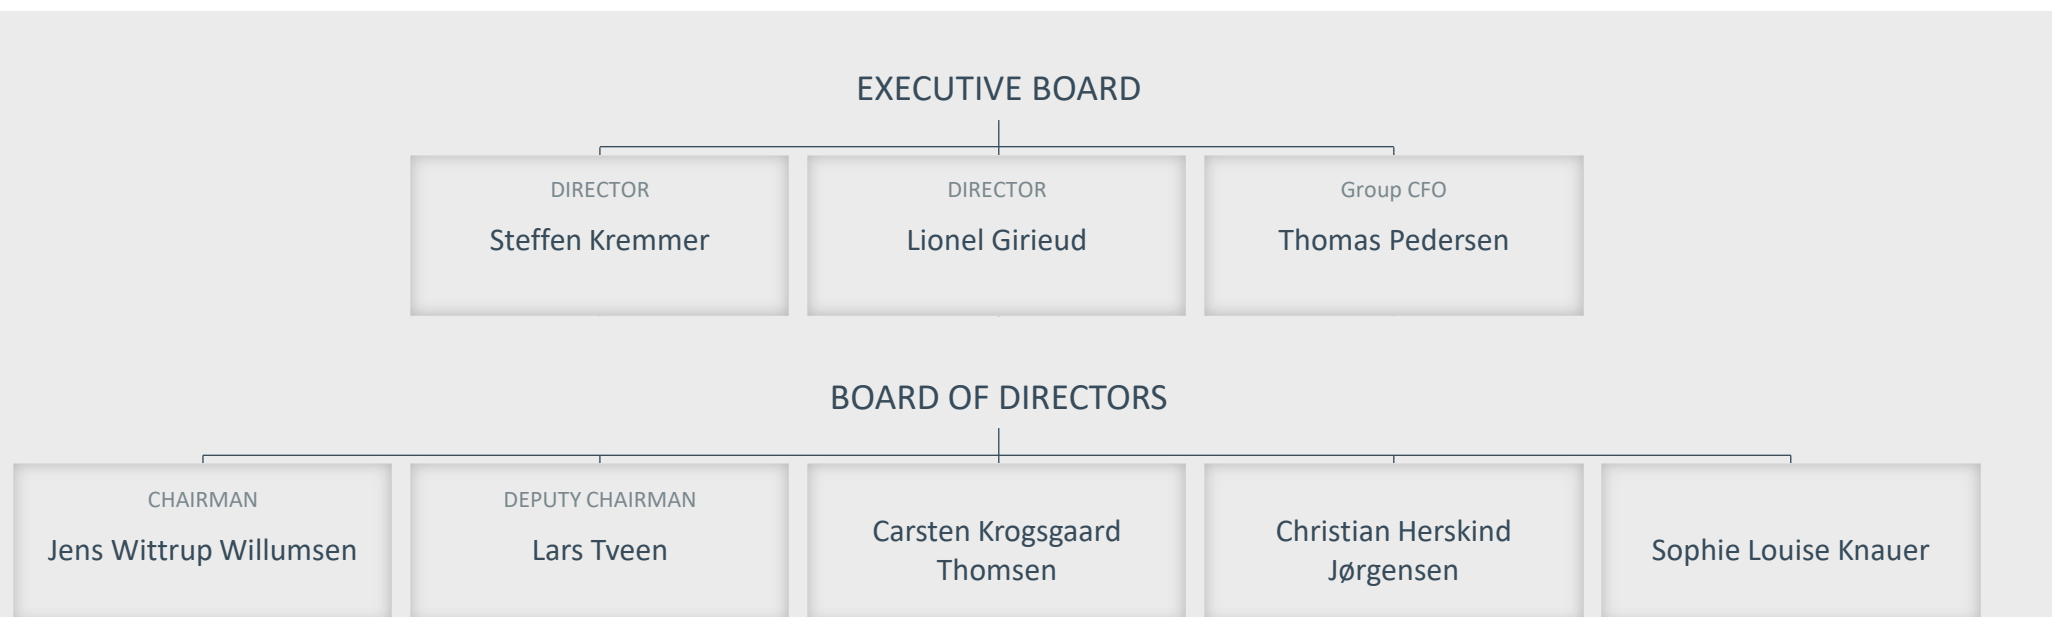 EXECUTIVE BOARD
DIRECTOR
Steffen Kremmer
DIRECTOR
Lionel Girieud
Group CFO
Thomas Pedersen
BOARD OF DIRECTORS
CHAIRMAN
Jens Wittrup Willumsen
DEPUTY CHAIRMAN
Lars Tveen
Carsten Krogsgaard
Thomsen
Christian Herskind
Jørgensen
Sophie Louise Knauer